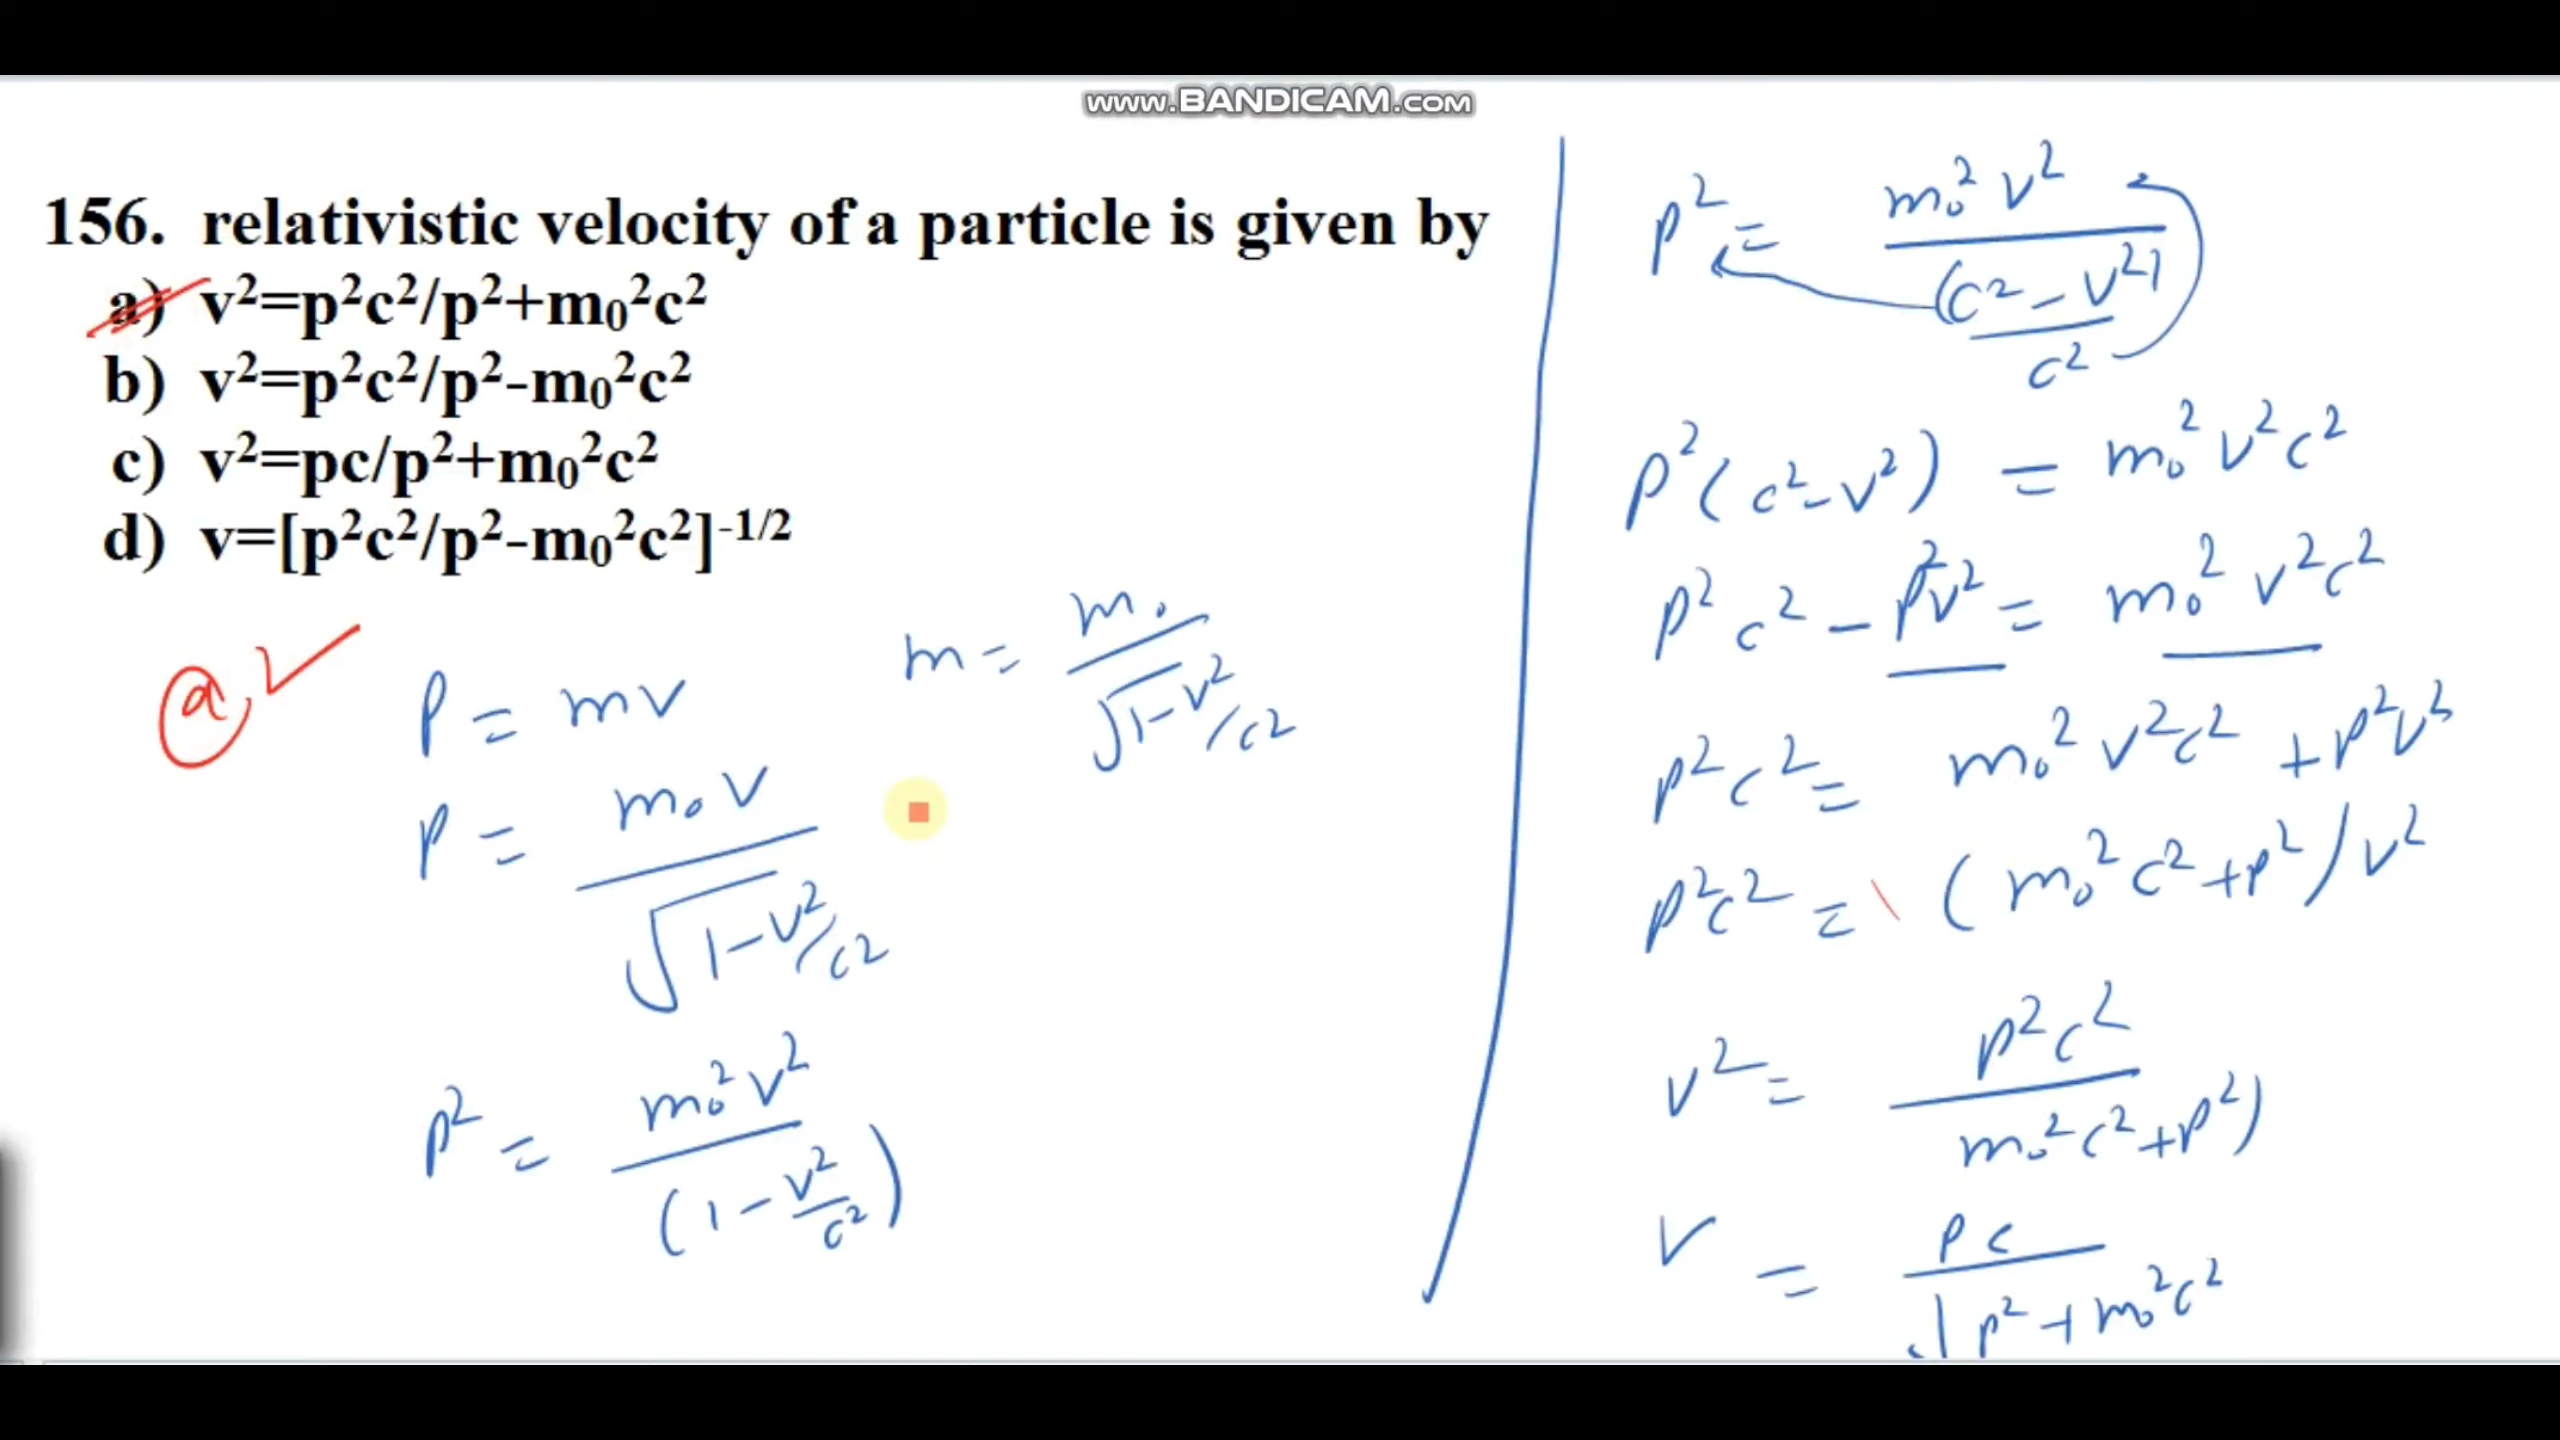 www.BANDICAM.com
156. relativistic velocity of a particle is given by
a) v²=p²c²/p²+m₀²c²
b) v²=p²c²/p²-m₀²c²
c) v²=pc/p²+m₀²c²
d) v=[p²c²/p²-m₀²c²]⁻¹/²
a,
P = mv
m = m₀ / √1-v²/c²
P = m₀v / √1-v²/c²
p² = m₀²v² / (1-v²/c²)
p² = m₀²v² / (c²-v²)/c²
p²(c²-v²) = m₀²v²c²
p²c² - p²v² = m₀²v²c²
p²c² = m₀²v²c² + p²v²
p²c² = (m₀²c²+p²)v²
v² = p²c² / m₀²c²+p²)
v = pc / √p²+m₀²c²